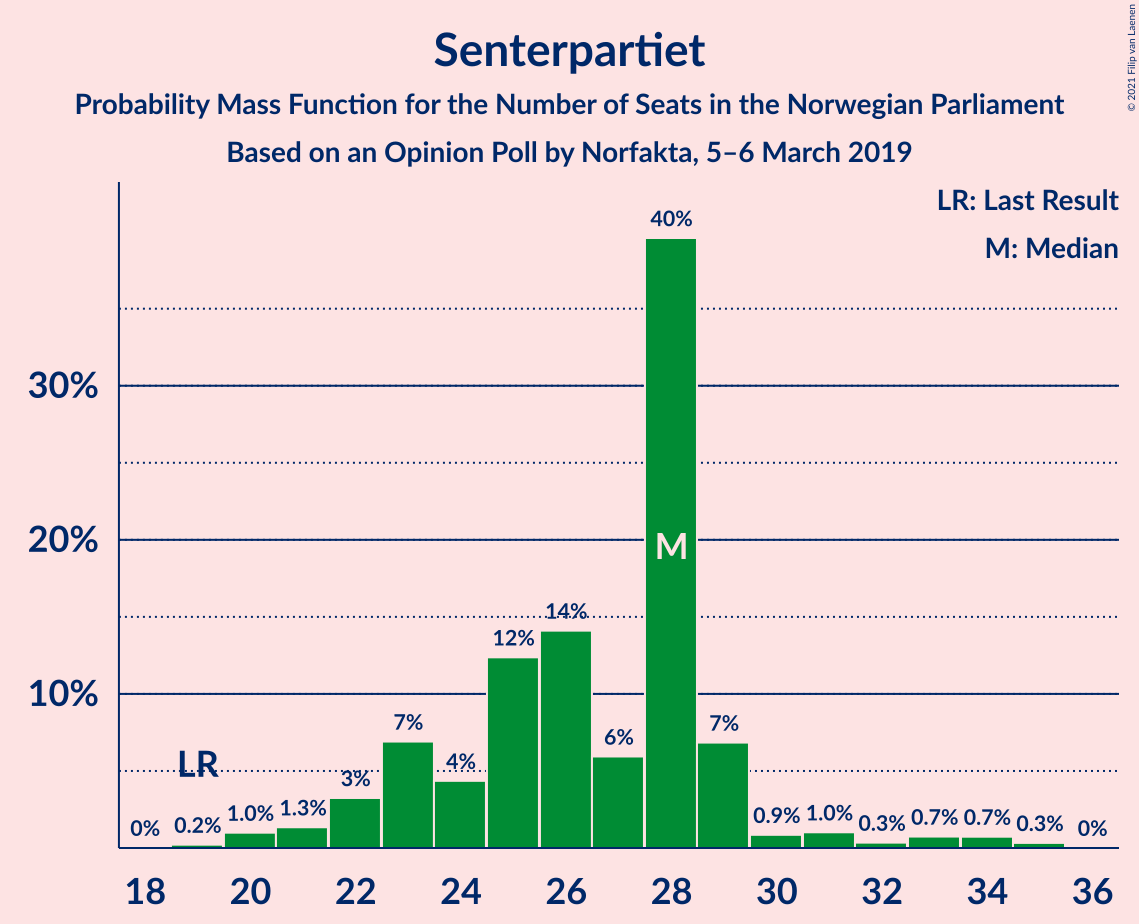 Senterpartiet
Probability Mass Function for the Number of Seats in the Norwegian Parliament
Based on an Opinion Poll by Norfakta, 5–6 March 2019
© 2021 Filip van Laenen
LR: Last Result
M: Median
40%
30%
20%
M
14%
12%
10%
7%
7%
6%
LR
4%
3%
0%
0.2%
1.0%
1.3%
0.9%
1.0%
0.3%
0.7%
0.7%
0.3%
0%
18 20 22 24 26 28 30 32 34 36